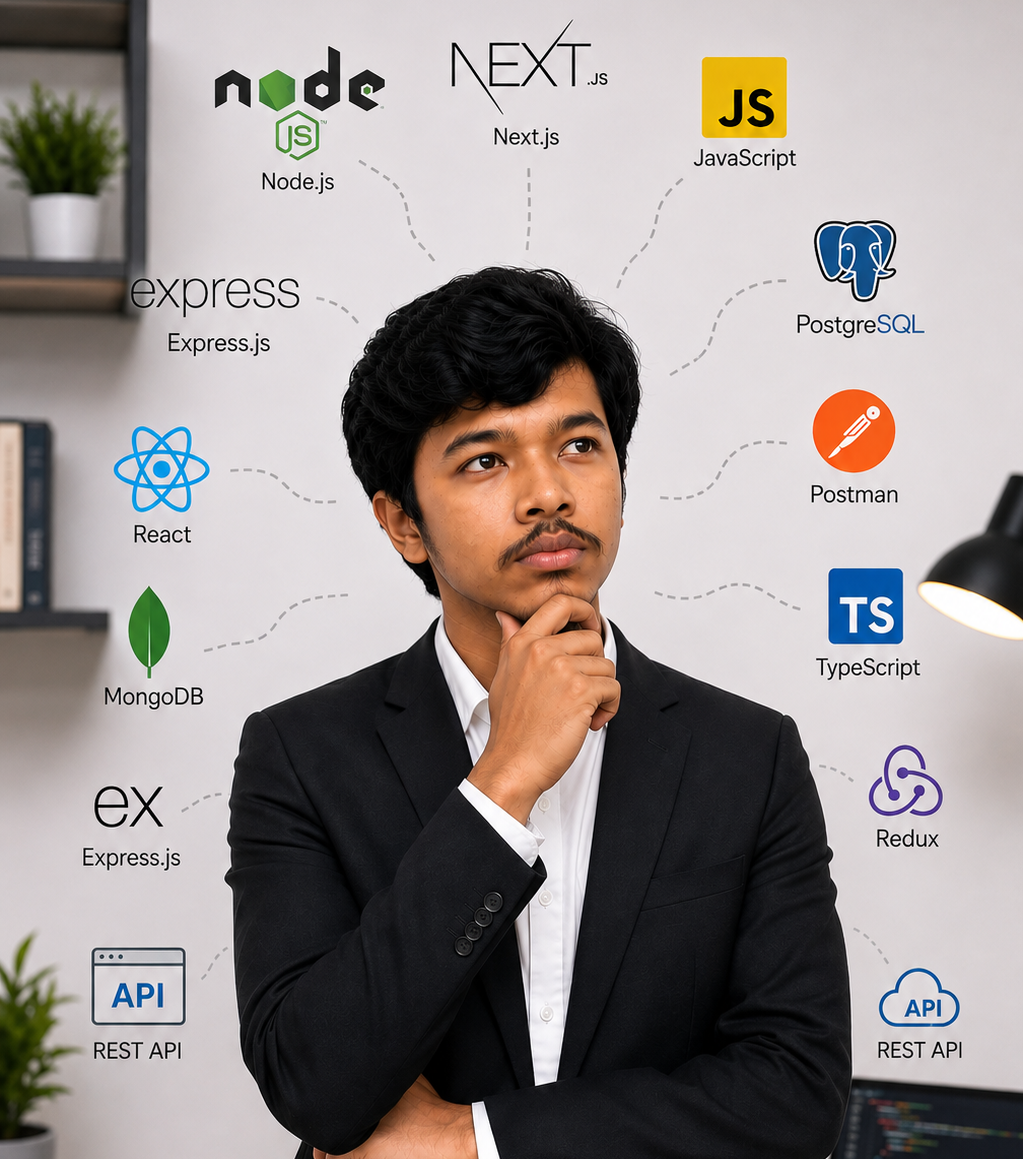 node
JS
Node.js
NEXT.JS
Next.js
JS
JavaScript
express
Express.js
PostgreSQL
React
Postman
MongoDB
TS
TypeScript
ex
Express.js
Redux
API
REST API
API
REST API